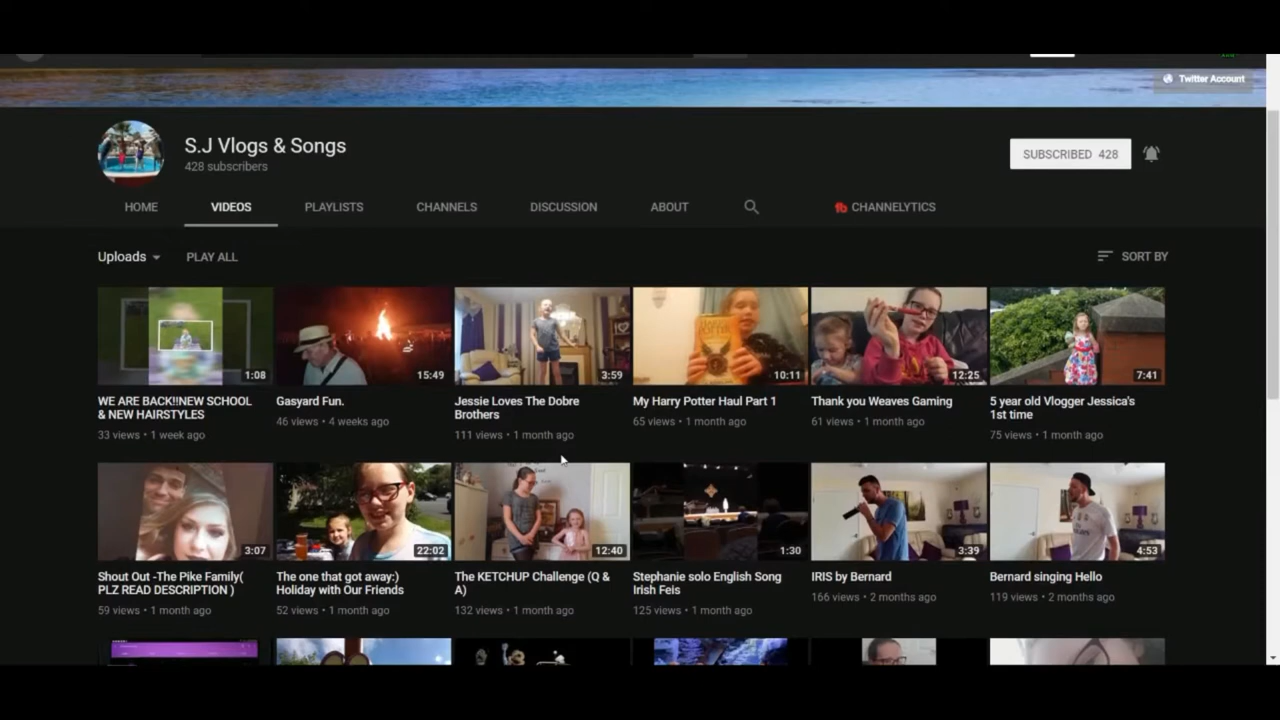 Twitter Account
S.J Vlogs & Songs
428 subscribers
SUBSCRIBED 428
HOME VIDEOS PLAYLISTS CHANNELS DISCUSSION ABOUT CHANNELYTICS
Uploads PLAY ALL SORT BY
1:08 15:49 3:59 10:11 12:25 7:41
WE ARE BACK!!NEW SCHOOL
& NEW HAIRSTYLES
33 views • 1 week ago
Gasyard Fun.
46 views • 4 weeks ago
Jessie Loves The Dobre
Brothers
111 views • 1 month ago
My Harry Potter Haul Part 1
65 views • 1 month ago
Thank you Weaves Gaming
61 views • 1 month ago
5 year old Vlogger Jessica's
1st time
75 views • 1 month ago
3:07 22:02 12:40 1:30 3:39 4:53
Shout Out -The Pike Family(
PLZ READ DESCRIPTION )
59 views • 1 month ago
The one that got away:)
Holiday with Our Friends
52 views • 1 month ago
The KETCHUP Challenge (Q &
A)
132 views • 1 month ago
Stephanie solo English Song
Irish Feis
125 views • 1 month ago
IRIS by Bernard
166 views • 2 months ago
Bernard singing Hello
119 views • 2 months ago